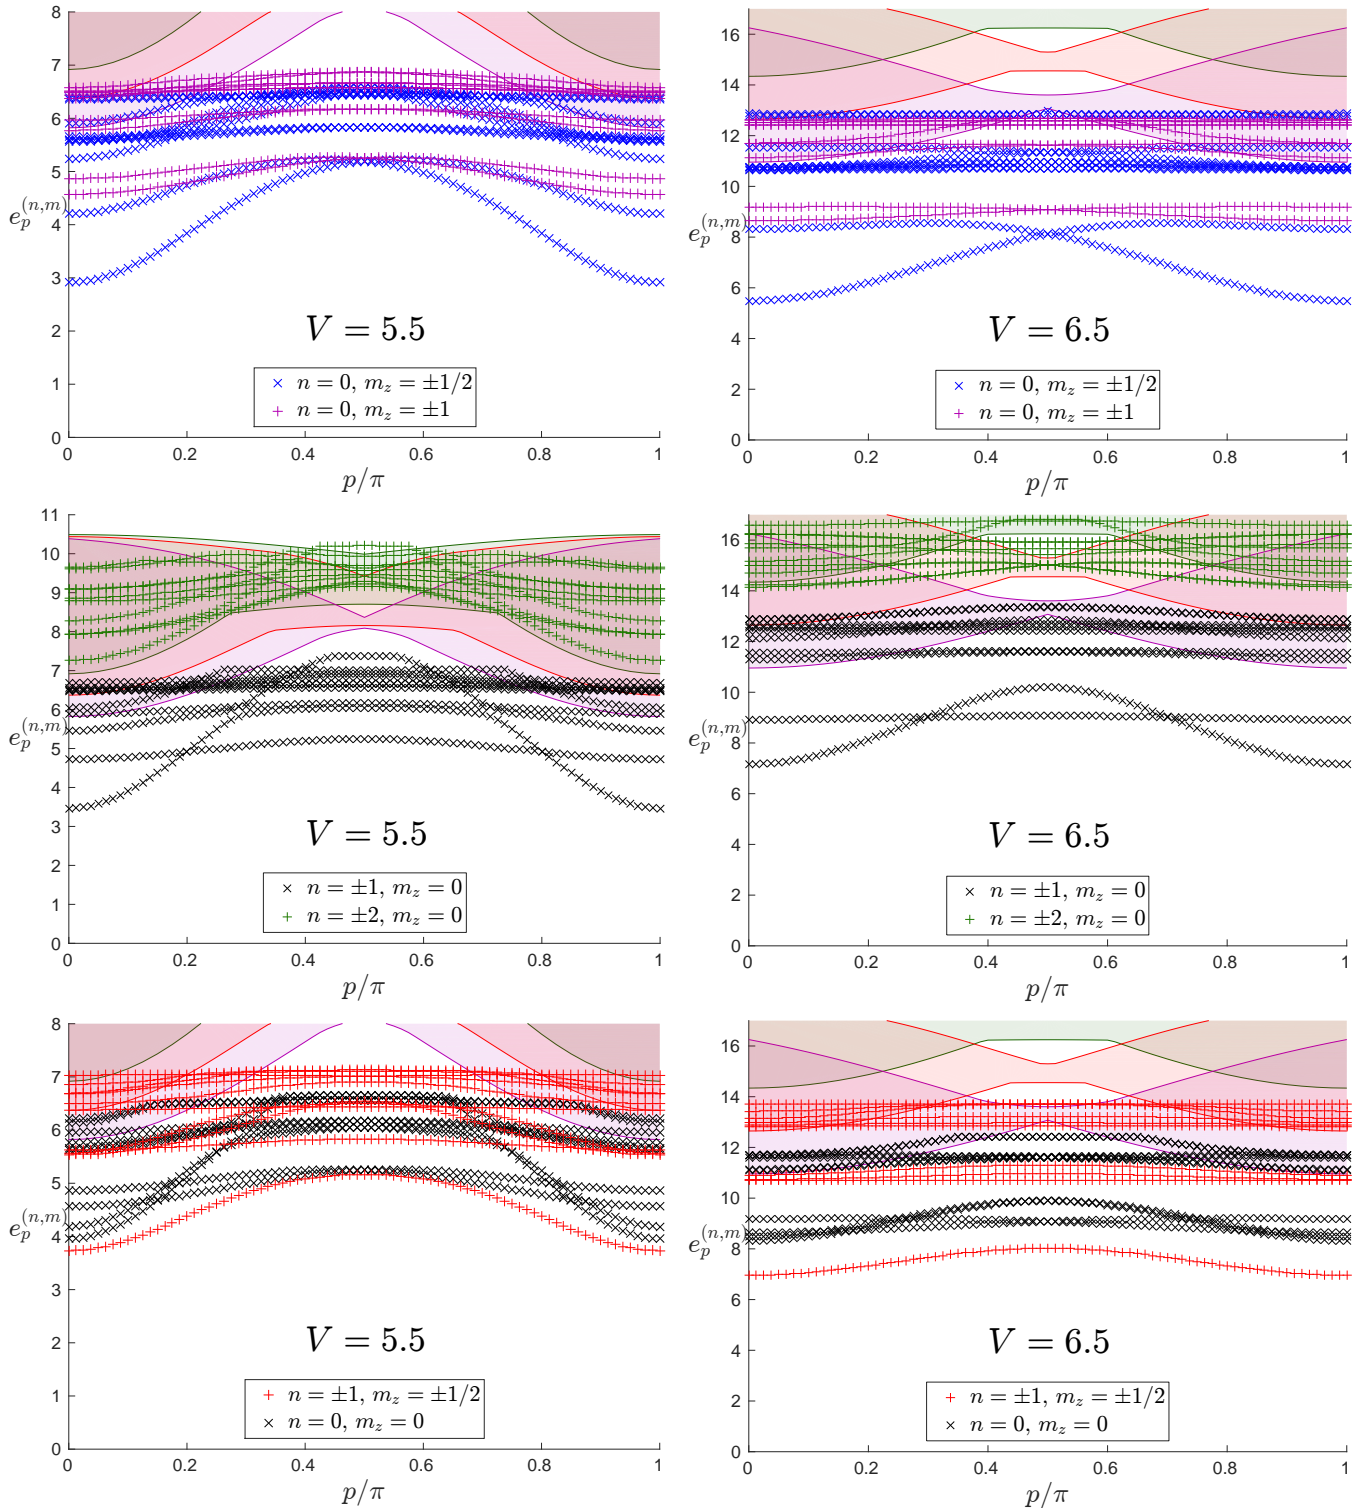 8
7
6
5
4
3
2
1
0
e_p^{(n,m)}
V = 5.5
× n = 0, m_z = ±1/2
+ n = 0, m_z = ±1
0 0.2 0.4 0.6 0.8 1
p/π
16
14
12
10
8
6
4
2
0
e_p^{(n,m)}
V = 6.5
× n = 0, m_z = ±1/2
+ n = 0, m_z = ±1
0 0.2 0.4 0.6 0.8 1
p/π
11
10
9
8
7
6
5
4
3
2
1
0
e_p^{(n,m)}
V = 5.5
× n = ±1, m_z = 0
+ n = ±2, m_z = 0
0 0.2 0.4 0.6 0.8 1
p/π
16
14
12
10
8
6
4
2
0
e_p^{(n,m)}
V = 6.5
× n = ±1, m_z = 0
+ n = ±2, m_z = 0
0 0.2 0.4 0.6 0.8 1
p/π
8
7
6
5
4
3
2
1
0
e_p^{(n,m)}
V = 5.5
+ n = ±1, m_z = ±1/2
× n = 0, m_z = 0
0 0.2 0.4 0.6 0.8 1
p/π
16
14
12
10
8
6
4
2
0
e_p^{(n,m)}
V = 6.5
+ n = ±1, m_z = ±1/2
× n = 0, m_z = 0
0 0.2 0.4 0.6 0.8 1
p/π